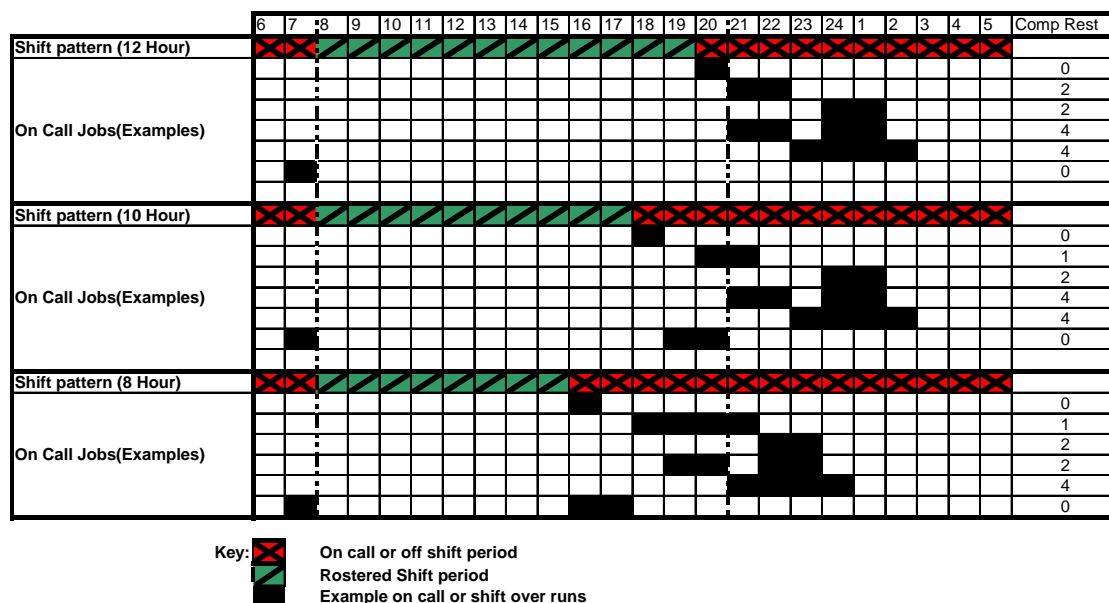 6 7 8 9 10 11 12 13 14 15 16 17 18 19 20 21 22 23 24 1 2 3 4 5 Comp Rest
Shift pattern (12 Hour)
0
2
2
On Call Jobs(Examples) 4
4
0
Shift pattern (10 Hour)
0
1
2
On Call Jobs(Examples) 4
4
0
Shift pattern (8 Hour)
0
1
2
On Call Jobs(Examples) 2
4
0
Key: On call or off shift period
Rostered Shift period
Example on call or shift over runs